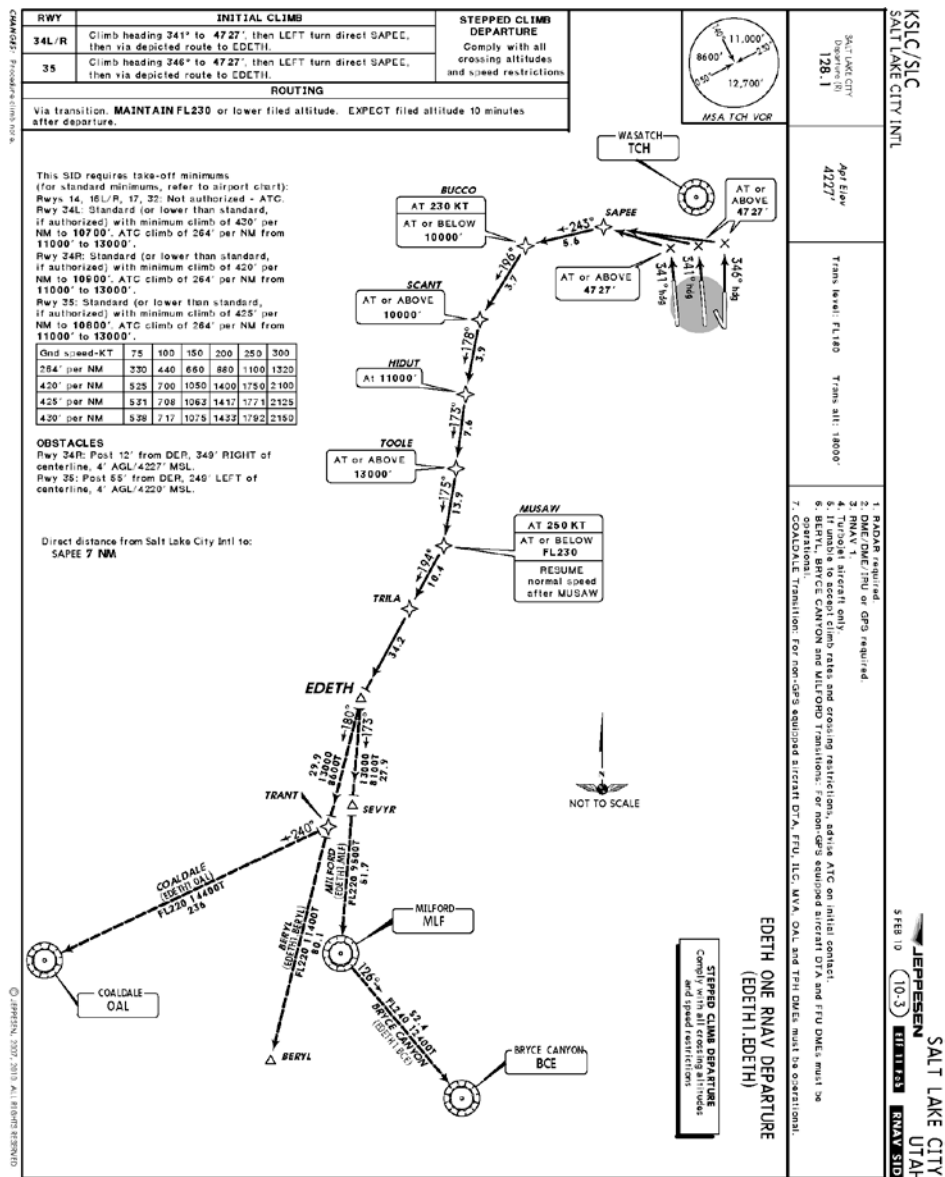 KSLC/SLC
SALT LAKE CITY INTL
JEPPESEN
5 FEB 10
10-3
EFF 11 Feb
SALT LAKE CITY
UTAH
RNAV SID
SALT LAKE CITY
Departure (R)
128.1
Apt Elev
4227'
Trans level: FL180 Trans alt: 18000'
1. RADAR required.
2. DME/DME/IRU or GPS required.
3. RNAV 1.
4. Turbojet aircraft only.
5. If unable to accept climb rates and crossing restrictions, advise ATC on initial contact.
6. BERYL, BRYCE CANYON and MILFORD Transitions: For non-GPS equipped aircraft DTA and FFU DMEs must be
operational.
7. COALDALE Transition: For non-GPS equipped aircraft DTA, FFU, ILC, MVA, OAL and TPH DMEs must be operational.
EDETH ONE RNAV DEPARTURE
(EDETH1.EDETH)
STEPPED CLIMB DEPARTURE
Comply with all crossing altitudes
and speed restrictions
RWY
INITIAL CLIMB
34L/R
Climb heading 341° to 4727', then LEFT turn direct SAPEE,
then via depicted route to EDETH.
35
Climb heading 346° to 4727', then LEFT turn direct SAPEE,
then via depicted route to EDETH.
STEPPED CLIMB
DEPARTURE
Comply with all
crossing altitudes
and speed restrictions
ROUTING
Via transition. MAINTAIN FL230 or lower filed altitude. EXPECT filed altitude 10 minutes
after departure.
11,000'
8600'
12,700'
MSA TCH VOR
This SID requires take-off minimums
(for standard minimums, refer to airport chart):
Rwys 14, 16L/R, 17, 32: Not authorized - ATC.
Rwy 34L: Standard (or lower than standard,
if authorized) with minimum climb of 430' per
NM to 10700'. ATC climb of 264' per NM from
11000' to 13000'.
Rwy 34R: Standard (or lower than standard,
if authorized) with minimum climb of 420' per
NM to 10900'. ATC climb of 264' per NM from
11000' to 13000'.
Rwy 35: Standard (or lower than standard,
if authorized) with minimum climb of 425' per
NM to 10800'. ATC climb of 264' per NM from
11000' to 13000'.
Gnd speed-KT 75 100 150 200 250 300
264' per NM 330 440 660 880 1100 1320
420' per NM 525 700 1050 1400 1750 2100
425' per NM 531 708 1063 1417 1771 2125
430' per NM 538 717 1075 1433 1792 2150
OBSTACLES
Rwy 34R: Post 12' from DER, 349' RIGHT of
centerline, 4' AGL/4227' MSL.
Rwy 35: Post 55' from DER, 249' LEFT of
centerline, 4' AGL/4220' MSL.
Direct distance from Salt Lake City Intl to:
SAPEE 7 NM
WASATCH
TCH
AT or
ABOVE
4727'
SAPEE
AT or ABOVE
4727'
341° hdg
341° hdg
346° hdg
243°
5.6
BUCCO
AT 230 KT
AT or BELOW
10000'
196°
3.7
SCANT
AT or ABOVE
10000'
178°
3.9
HIDUT
At 11000'
173°
7.6
TOOLE
AT or ABOVE
13000'
175°
13.9
MUSAW
AT 250 KT
AT or BELOW
FL230
RESUME
normal speed
after MUSAW
194°
10.4
TRILA
34.2
EDETH
180°
29.9
13000
8600T
173°
13000
8100T
27.9
TRANT
SEVYR
240°
COALDALE
(EDETH1.OAL)
FL220 14400T
236
COALDALE
OAL
BERYL
(EDETH1.BERYL)
FL220 11400T
80.1
BERYL
MILFORD
(EDETH1.MLF)
FL220 9500T
51.7
MILFORD
MLF
126°
52.4
FL240 12400T
BRYCE CANYON
(EDETH1.BCE)
BRYCE CANYON
BCE
N
NOT TO SCALE
CHANGES: Procedure climb note.
© JEPPESEN, 2007, 2010. ALL RIGHTS RESERVED.